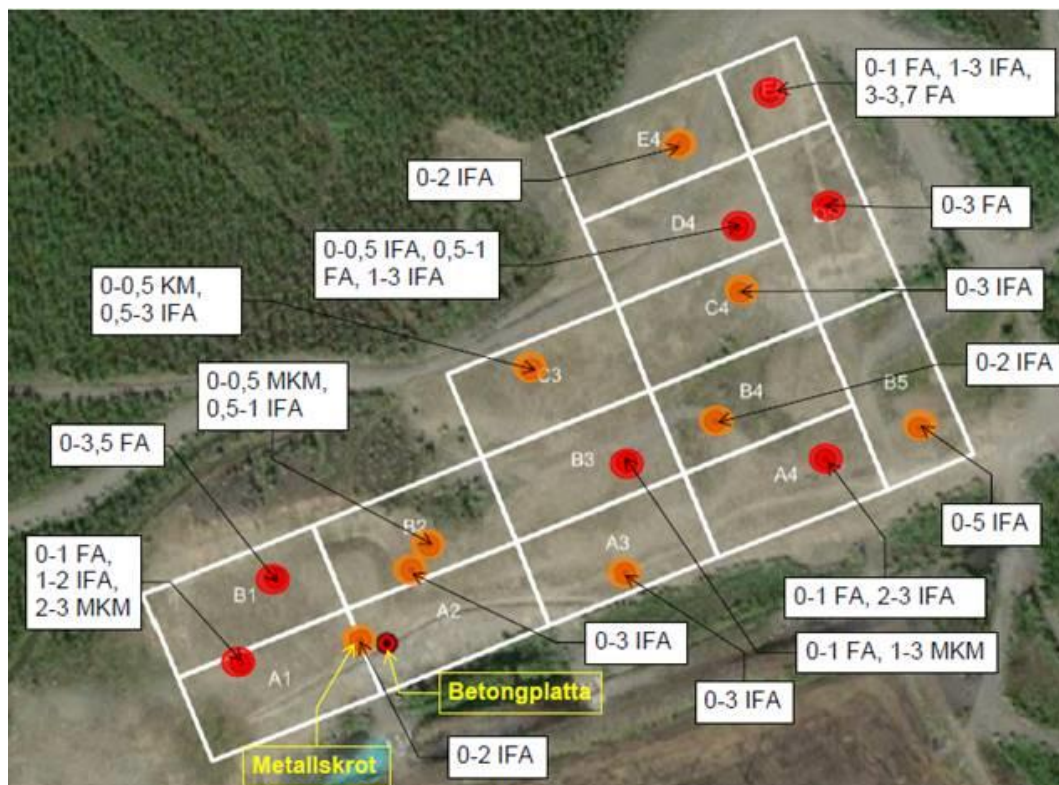 0-1 FA, 1-3 IFA,
3-3,7 FA
E4
0-2 IFA
0-3 FA
D4
0-0,5 IFA, 0,5-1
FA, 1-3 IFA
0-0,5 KM,
0,5-3 IFA
0-3 IFA
C4
C3
0-2 IFA
0-0,5 MKM,
0,5-1 IFA
B4
B5
0-3,5 FA
B3
A4
0-5 IFA
B2
0-1 FA,
1-2 IFA,
2-3 MKM
A3
B1
A2
0-1 FA, 2-3 IFA
0-3 IFA
0-1 FA, 1-3 MKM
A1
Betongplatta
0-3 IFA
Metallskrot
0-2 IFA